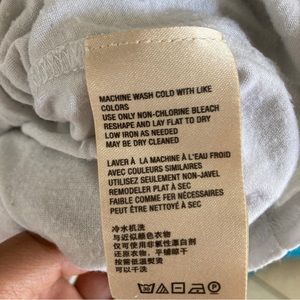 MACHINE WASH COLD WITH LIKE
COLORS
USE ONLY NON-CHLORINE BLEACH
RESHAPE AND LAY FLAT TO DRY
LOW IRON AS NEEDED
MAY BE DRY CLEANED
LAVER À LA MACHINE À L'EAU FROID
AVEC COULEURS SIMILAIRES
UTILISEZ SEULEMENT NON-JAVEL
REMODELER PLAT À SEC
FAIBLE COMME FER NÉCESSAIRES
PEUT ÊTRE NETTOYÉ À SEC
冷水机洗
与近似颜色衣物
仅可使用非氯性漂白剂
还原衣物，平铺晾干
按需低温熨烫
可干洗